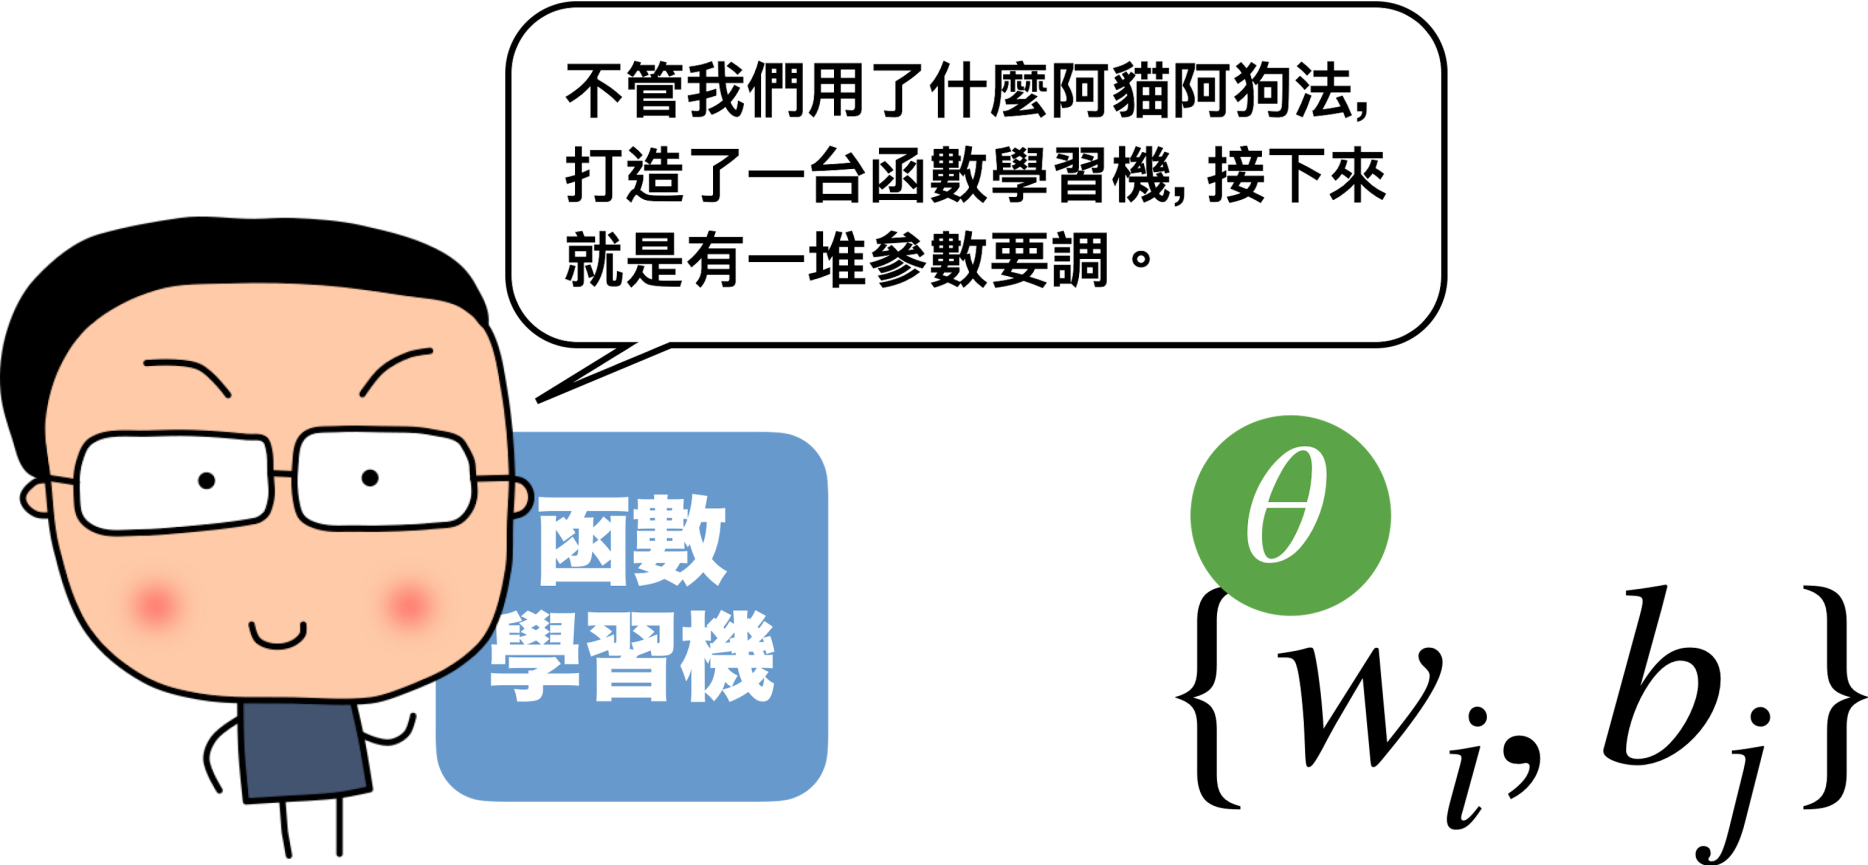 不管我們用了什麼阿貓阿狗法,
打造了一台函數學習機, 接下來
就是有一堆參數要調。
函數
學習機
θ
{w_i, b_j}